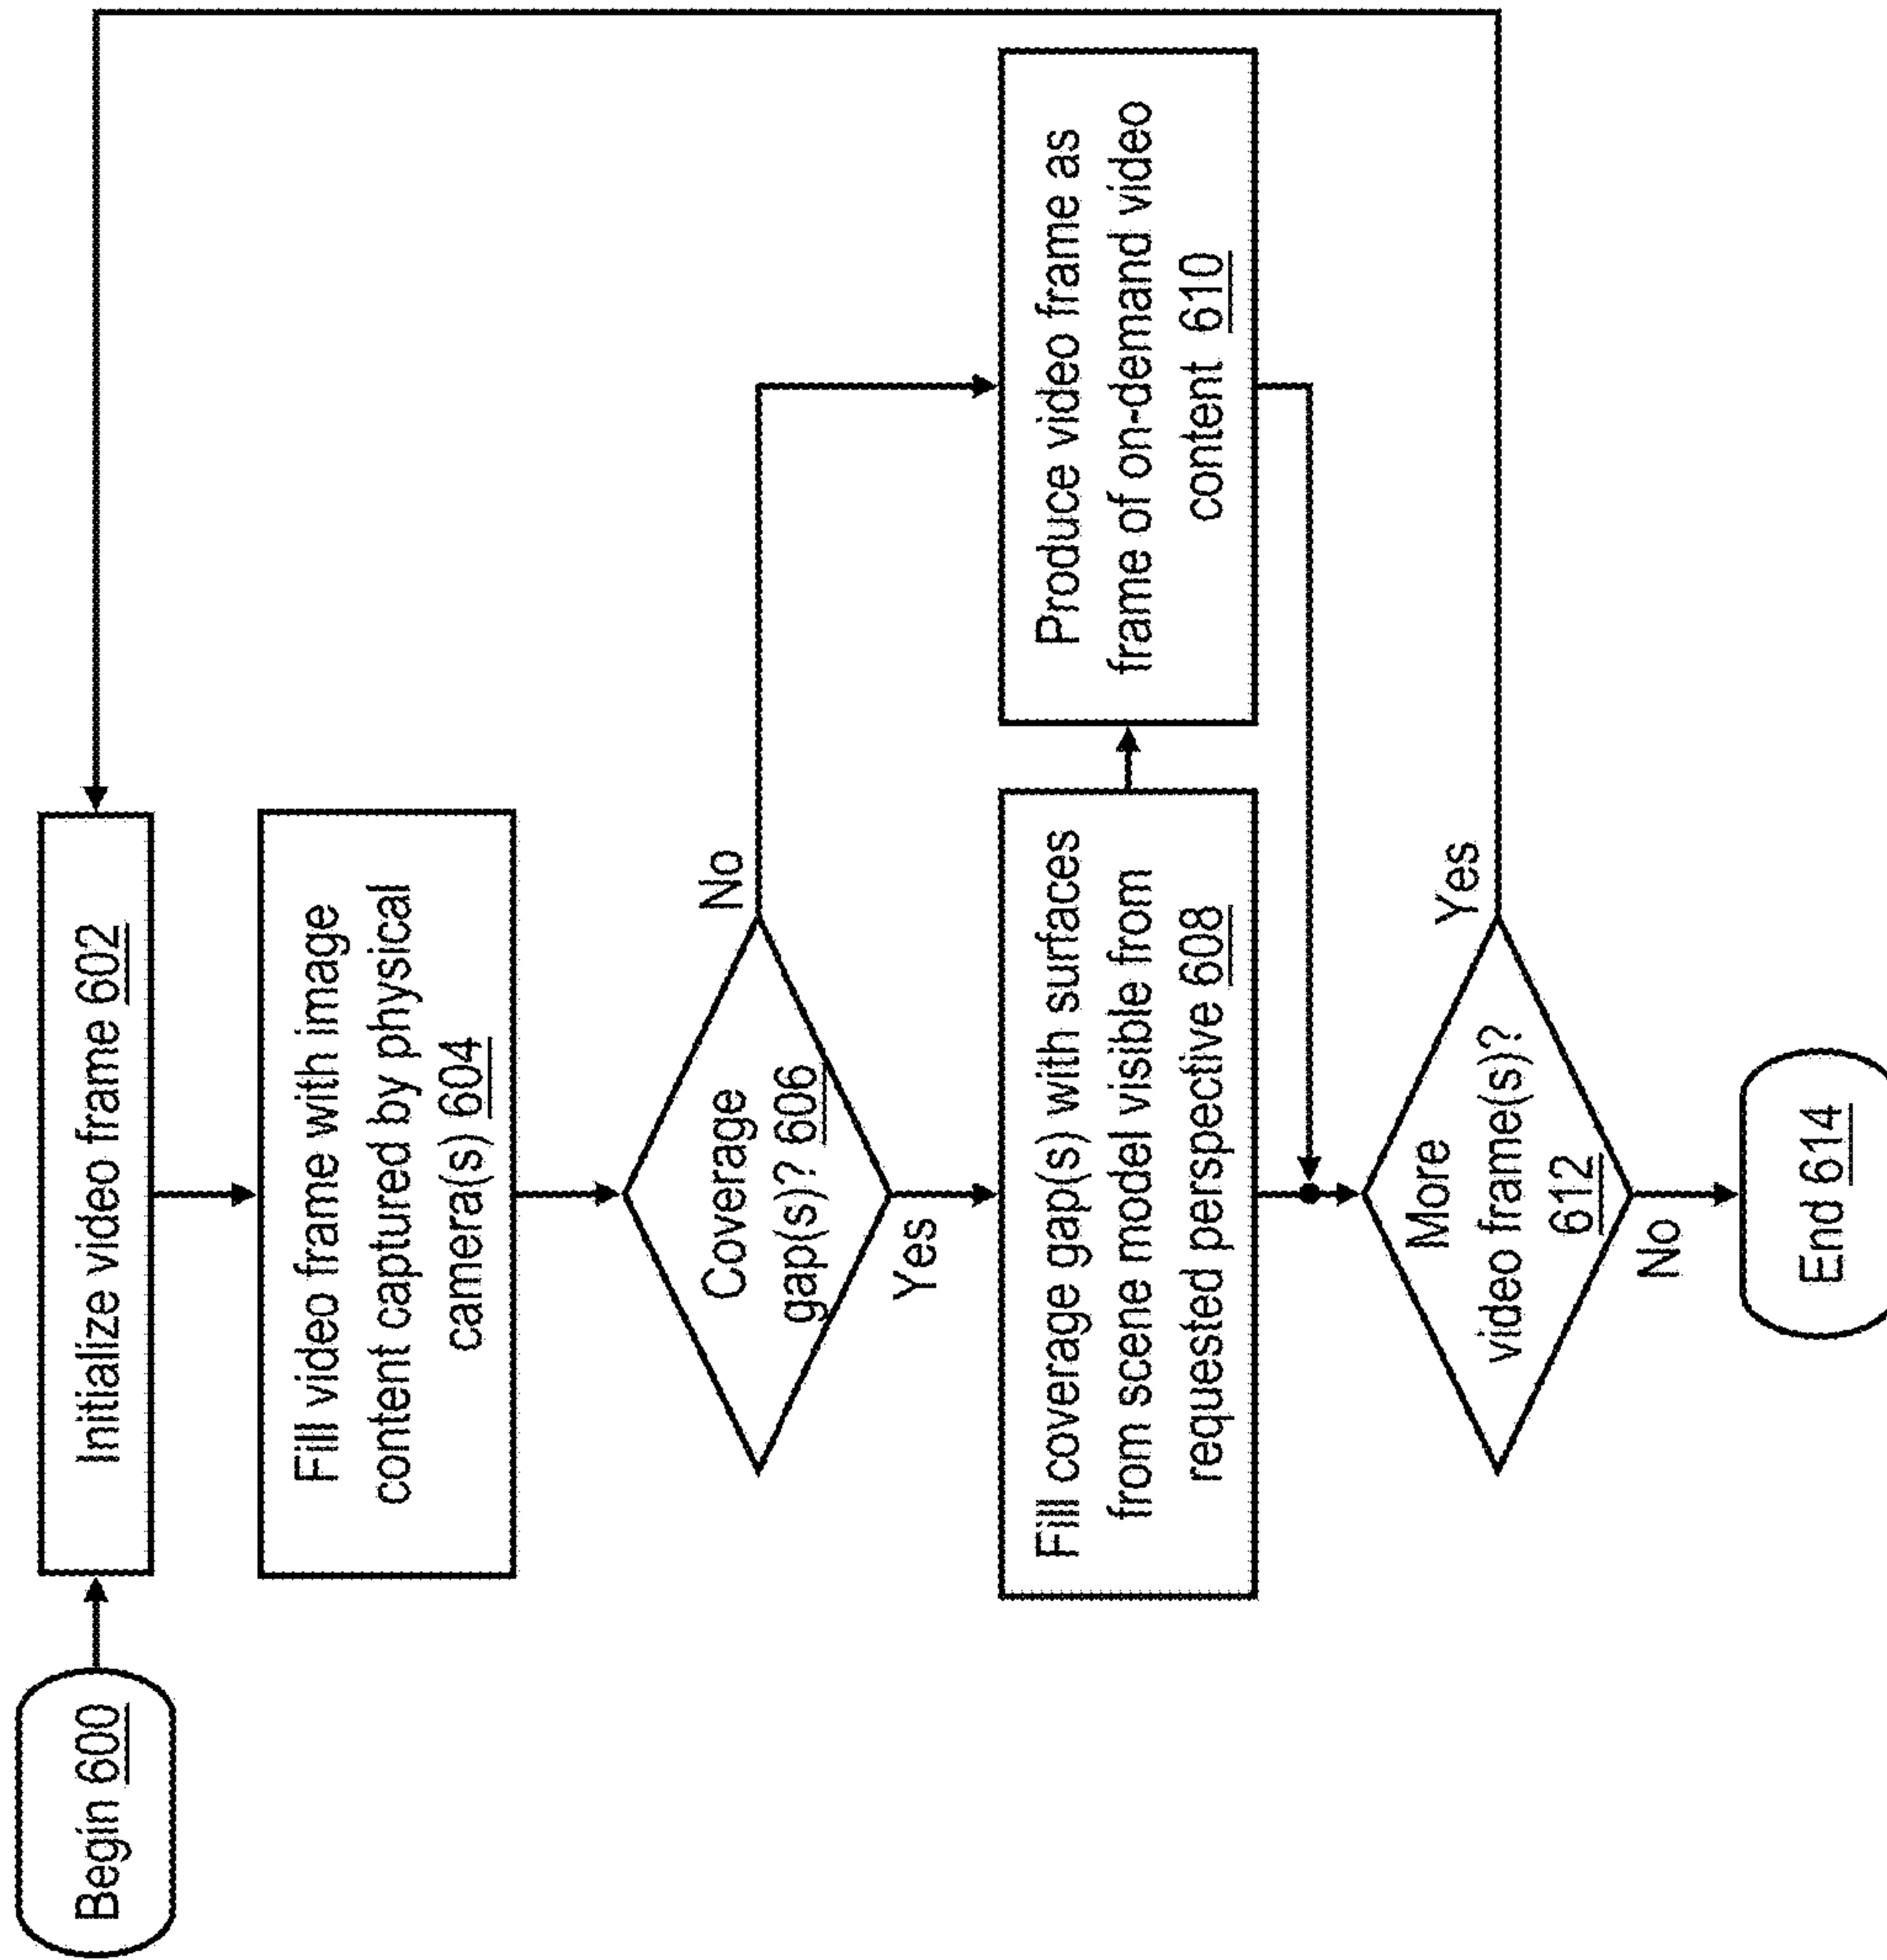 Begin 600
Initialize video frame 602
Fill video frame with image
content captured by physical
camera(s) 604
Coverage
gap(s)? 606
No
Yes
Fill coverage gap(s) with surfaces
from scene model visible from
requested perspective 608
Produce video frame as
frame of on-demand video
content 610
More
video frame(s)?
612
Yes
No
End 614